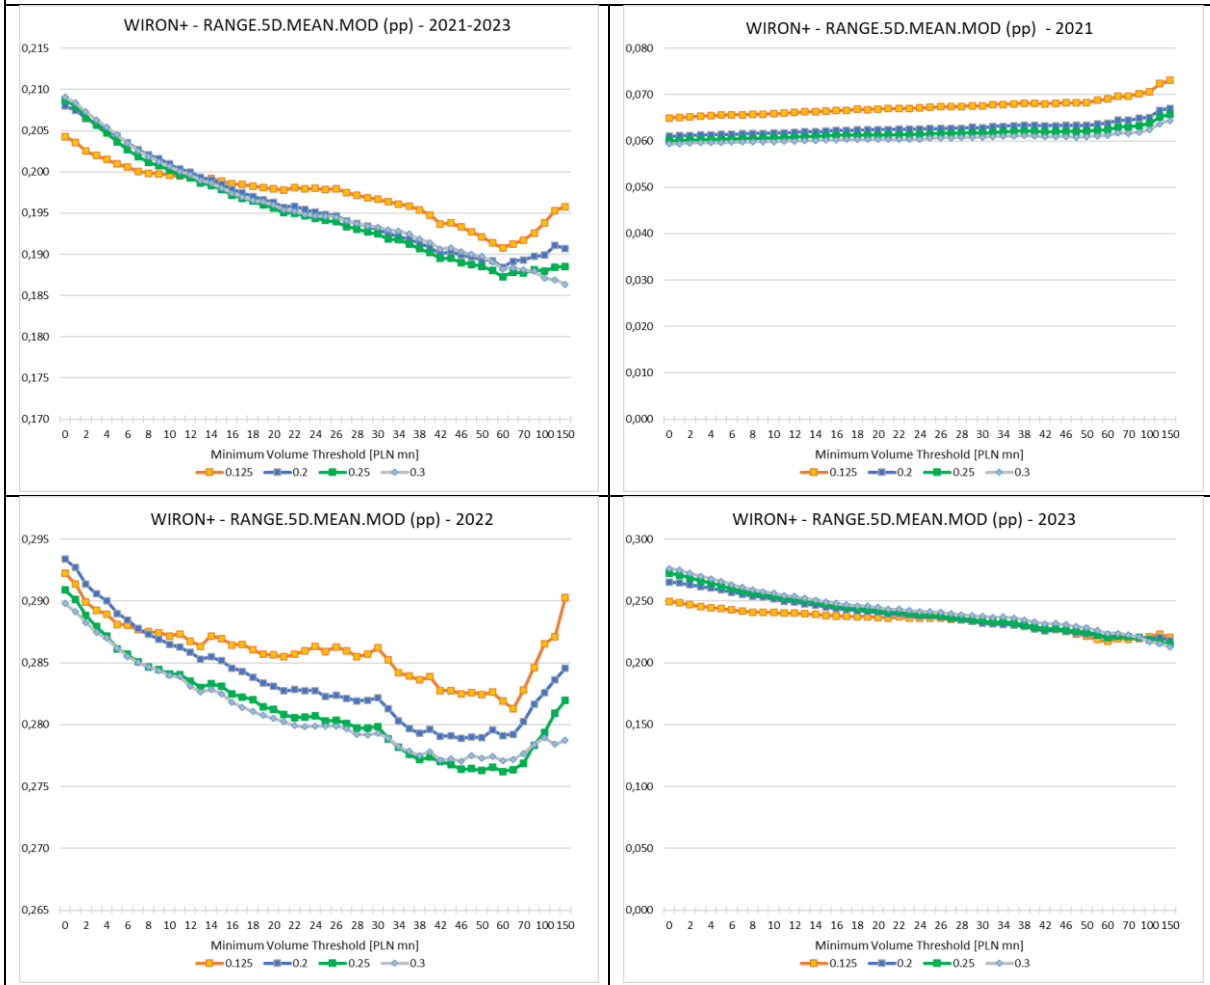 WIRON+ - RANGE.5D.MEAN.MOD (pp) - 2021-2023
0,215
0,210
0,205
0,200
0,195
0,190
0,185
0,180
0,175
0,170
0 2 4 6 8 10 12 14 16 18 20 22 24 26 28 30 34 38 42 46 50 60 70 100 150
Minimum Volume Threshold [PLN mn]
0.125 0.2 0.25 0.3
WIRON+ - RANGE.5D.MEAN.MOD (pp) - 2021
0,080
0,070
0,060
0,050
0,040
0,030
0,020
0,010
0,000
0 2 4 6 8 10 12 14 16 18 20 22 24 26 28 30 34 38 42 46 50 60 70 100 150
Minimum Volume Threshold [PLN mn]
0.125 0.2 0.25 0.3
WIRON+ - RANGE.5D.MEAN.MOD (pp) - 2022
0,295
0,290
0,285
0,280
0,275
0,270
0,265
0 2 4 6 8 10 12 14 16 18 20 22 24 26 28 30 34 38 42 46 50 60 70 100 150
Minimum Volume Threshold [PLN mn]
0.125 0.2 0.25 0.3
WIRON+ - RANGE.5D.MEAN.MOD (pp) - 2023
0,300
0,250
0,200
0,150
0,100
0,050
0,000
0 2 4 6 8 10 12 14 16 18 20 22 24 26 28 30 34 38 42 46 50 60 70 100 150
Minimum Volume Threshold [PLN mn]
0.125 0.2 0.25 0.3